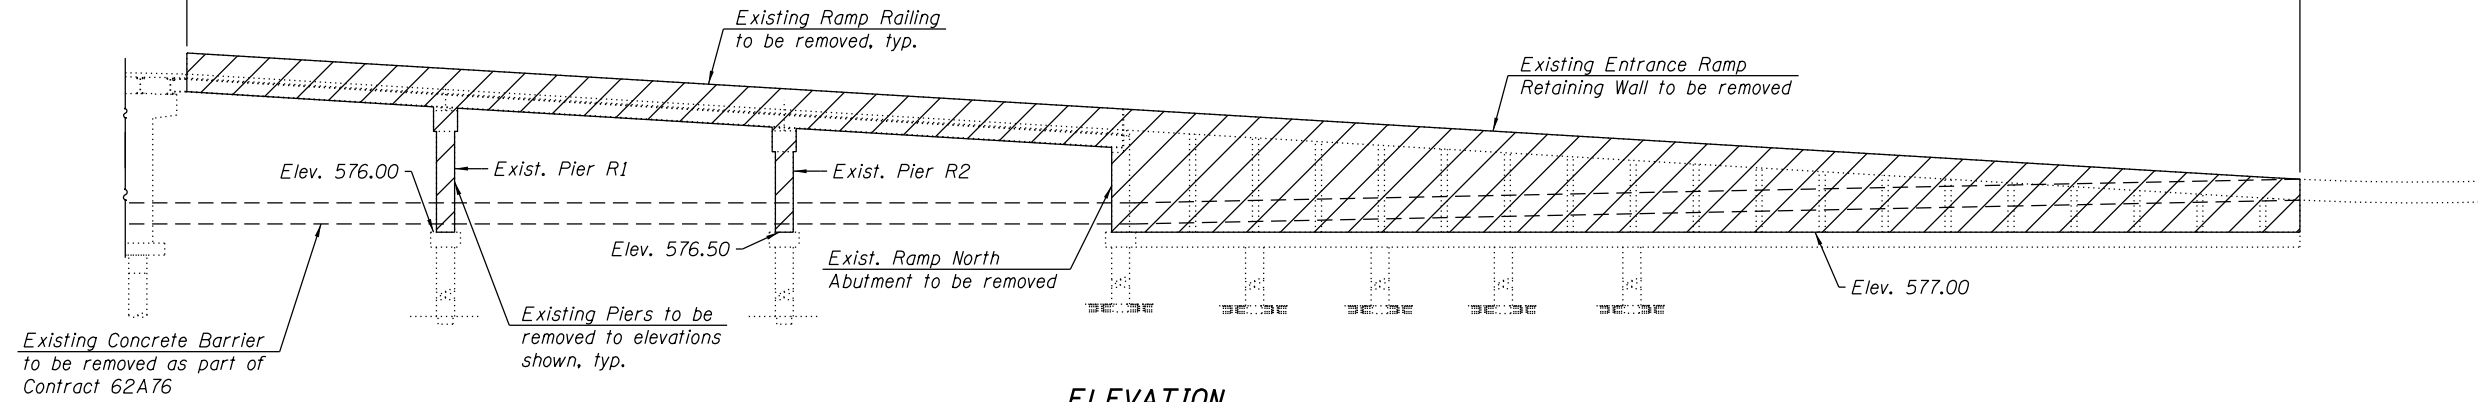 Existing Ramp Railing
to be removed, typ.
Existing Entrance Ramp
Retaining Wall to be removed
Elev. 576.00
Exist. Pier R1
Exist. Pier R2
Elev. 576.50
Exist. Ramp North
Abutment to be removed
Elev. 577.00
Existing Piers to be
removed to elevations
shown, typ.
Existing Concrete Barrier
to be removed as part of
Contract 62A76
ELEVATION